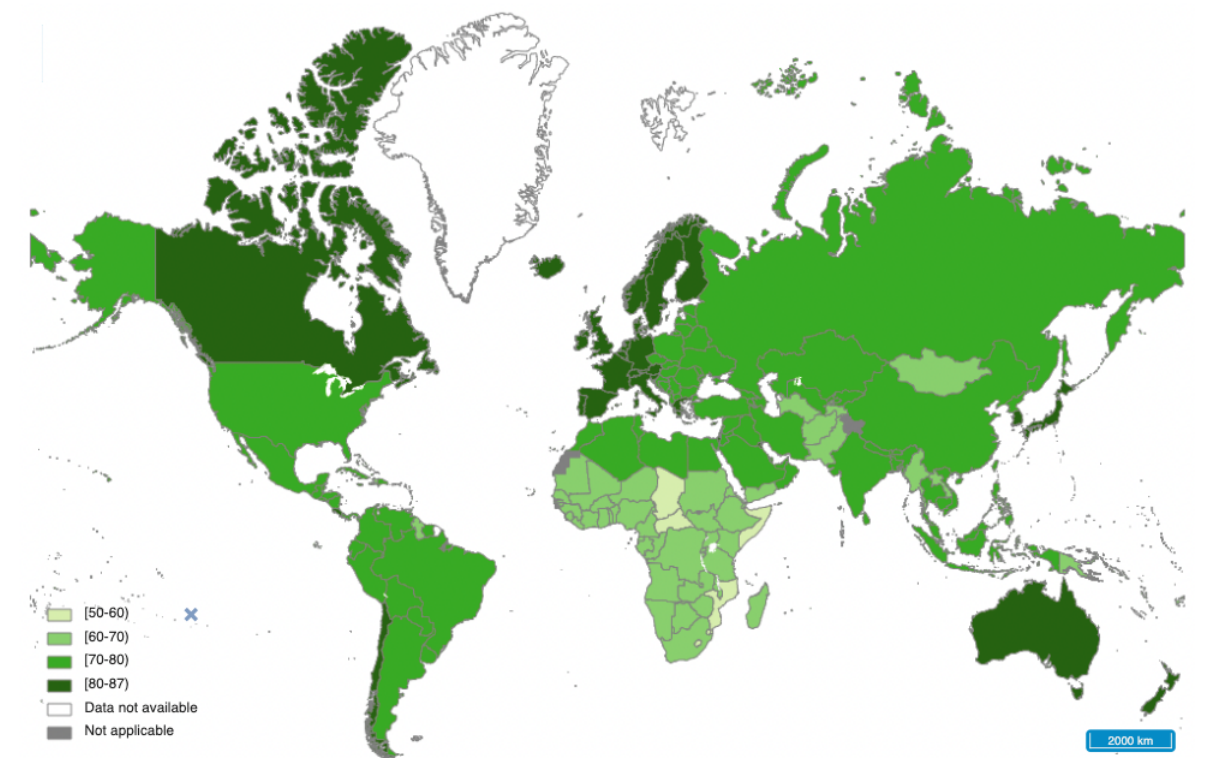 [50-60)
[60-70)
[70-80)
[80-87)
Data not available
Not applicable
2000 km